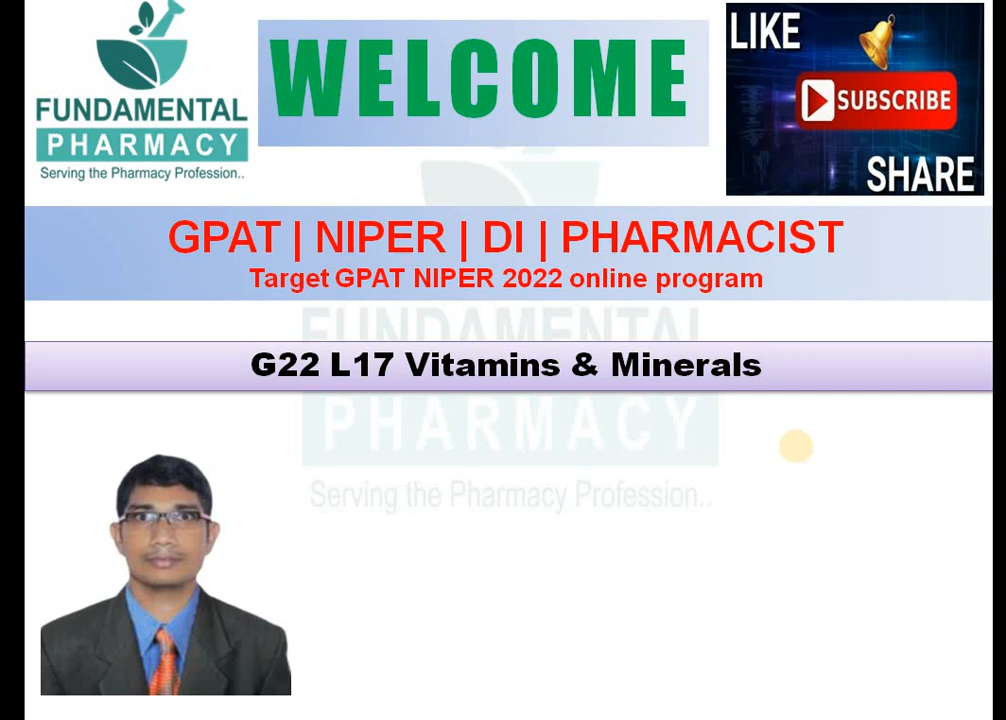 FUNDAMENTAL
PHARMACY
Serving the Pharmacy Profession..
WELCOME
LIKE
SUBSCRIBE
SHARE
GPAT | NIPER | DI | PHARMACIST
Target GPAT NIPER 2022 online program
FUNDAMENTAL
G22 L17 Vitamins & Minerals
PHARMACY
Serving the Pharmacy Profession..